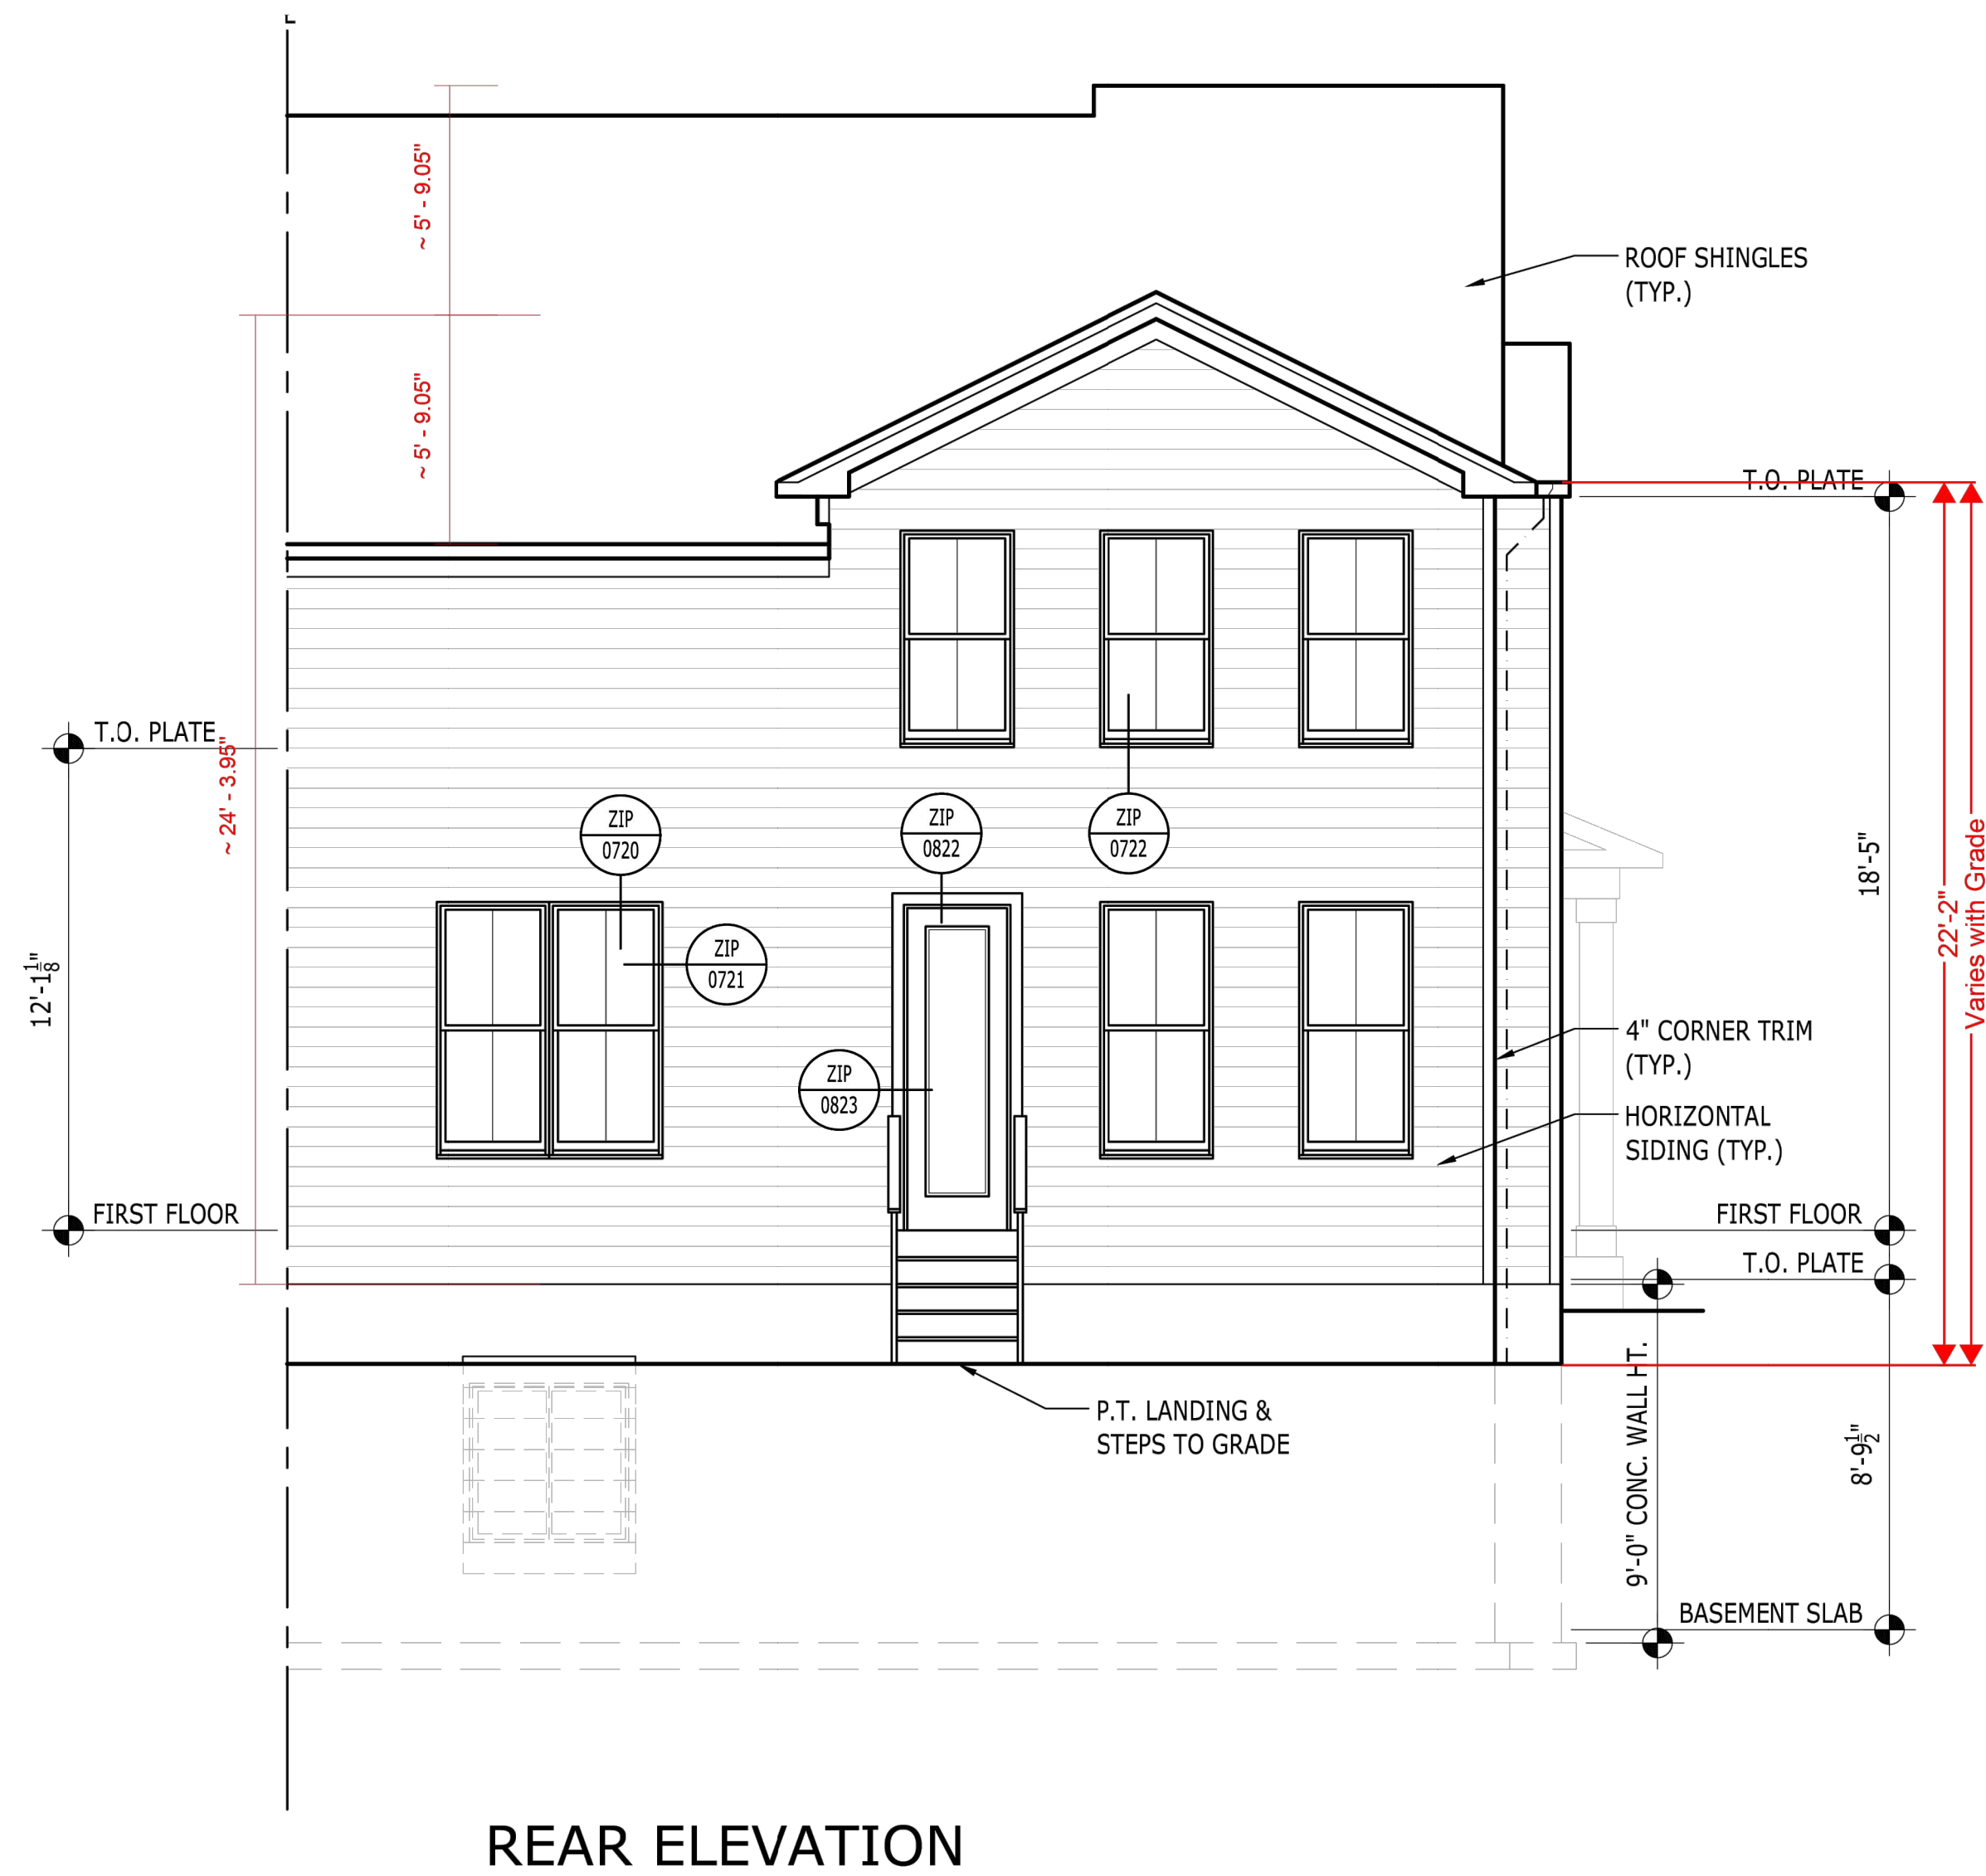 ~ 5' - 9.05"
ROOF SHINGLES
(TYP.)
~ 5' - 9.05"
T.O. PLATE
T.O. PLATE
~ 24' - 3.95"
ZIP
0720
ZIP
0822
ZIP
0722
18'-5"
22'-2"
Varies with Grade
ZIP
0721
12'-1 1/8"
4" CORNER TRIM
(TYP.)
ZIP
0823
HORIZONTAL
SIDING (TYP.)
FIRST FLOOR
FIRST FLOOR
T.O. PLATE
P.T. LANDING &
STEPS TO GRADE
9'-0" CONC. WALL HT.
8'-9 1/2"
BASEMENT SLAB
REAR ELEVATION